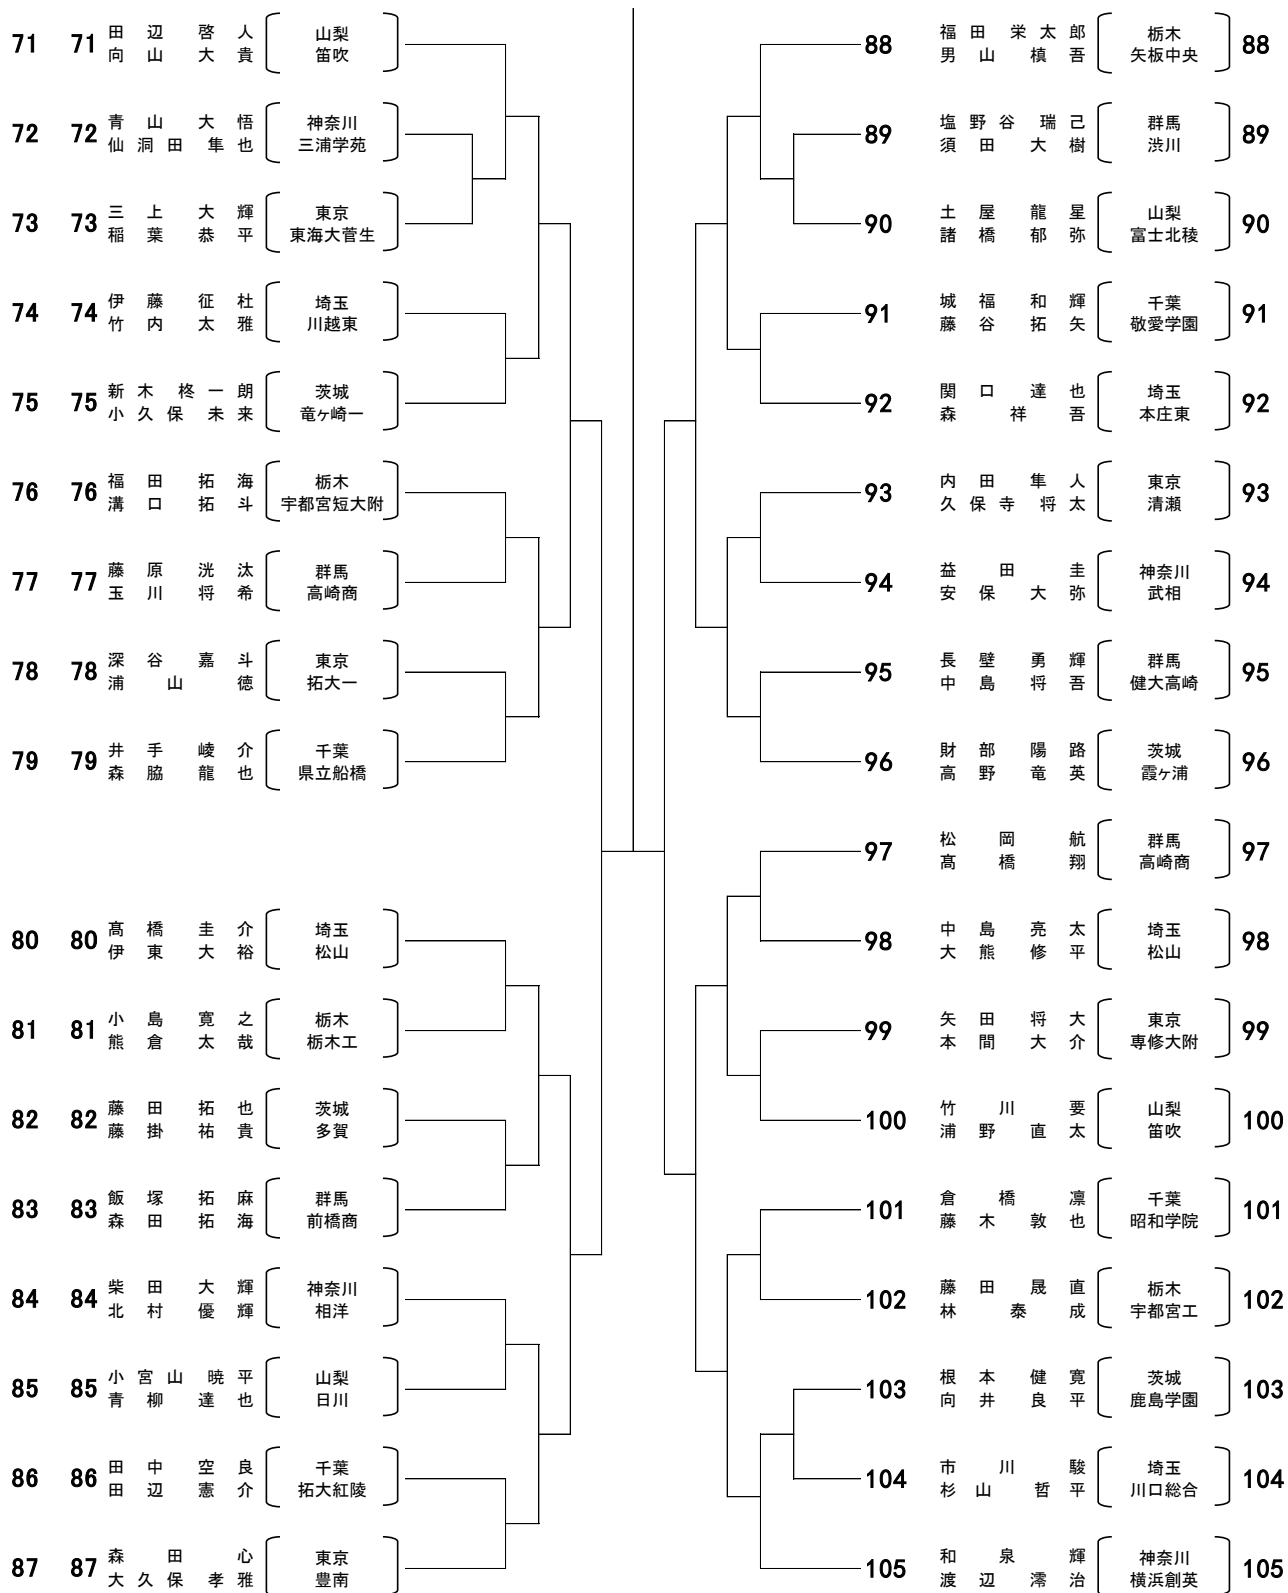 71 71 田辺啓人 山梨
向山大貴 笛吹
72 72 青山大悟 神奈川
仙洞田隼也 三浦学苑
73 73 三上大輝 東京
稲葉恭平 東海大菅生
74 74 伊藤征杜 埼玉
竹内太雅 川越東
75 75 新木柊一朗 茨城
小久保未来 竜ヶ崎一
76 76 福田拓海 栃木
溝口拓斗 宇都宮短大附
77 77 藤原洸汰 群馬
玉川将希 高崎商
78 78 深谷嘉斗 東京
浦山徳 拓大一
79 79 井手崚介 千葉
森脇龍也 県立船橋
80 80 髙橋圭介 埼玉
伊東大裕 松山
81 81 小島寛之 栃木
熊倉太哉 栃木工
82 82 藤田拓也 茨城
藤掛祐貴 多賀
83 83 飯塚拓麻 群馬
森田拓海 前橋商
84 84 柴田大輝 神奈川
北村優輝 相洋
85 85 小宮山暁平 山梨
青柳達也 日川
86 86 田中空良 千葉
田辺憲介 拓大紅陵
87 87 森田心 東京
大久保孝雅 豊南
88 福田栄太郎 栃木 88
男山槙吾 矢板中央
89 塩野谷瑞己 群馬 89
須田大樹 渋川
90 土屋龍星 山梨 90
諸橋郁弥 富士北稜
91 城福和輝 千葉 91
藤谷拓矢 敬愛学園
92 関口達也 埼玉 92
森祥吾 本庄東
93 内田隼人 東京 93
久保寺将太 清瀬
94 益田圭 神奈川 94
安保大弥 武相
95 長壁勇輝 群馬 95
中島将吾 健大高崎
96 財部陽路 茨城 96
高野竜英 霞ヶ浦
97 松岡航 群馬 97
髙橋翔 高崎商
98 中島亮太 埼玉 98
大熊修平 松山
99 矢田将大 東京 99
本間大介 専修大附
100 竹川要 山梨 100
浦野直太 笛吹
101 倉橋凛 千葉 101
藤木敦也 昭和学院
102 藤田晟直 栃木 102
林泰成 宇都宮工
103 根本健寛 茨城 103
向井良平 鹿島学園
104 市川駿 埼玉 104
杉山哲平 川口総合
105 和泉輝 神奈川 105
渡辺澪治 横浜創英